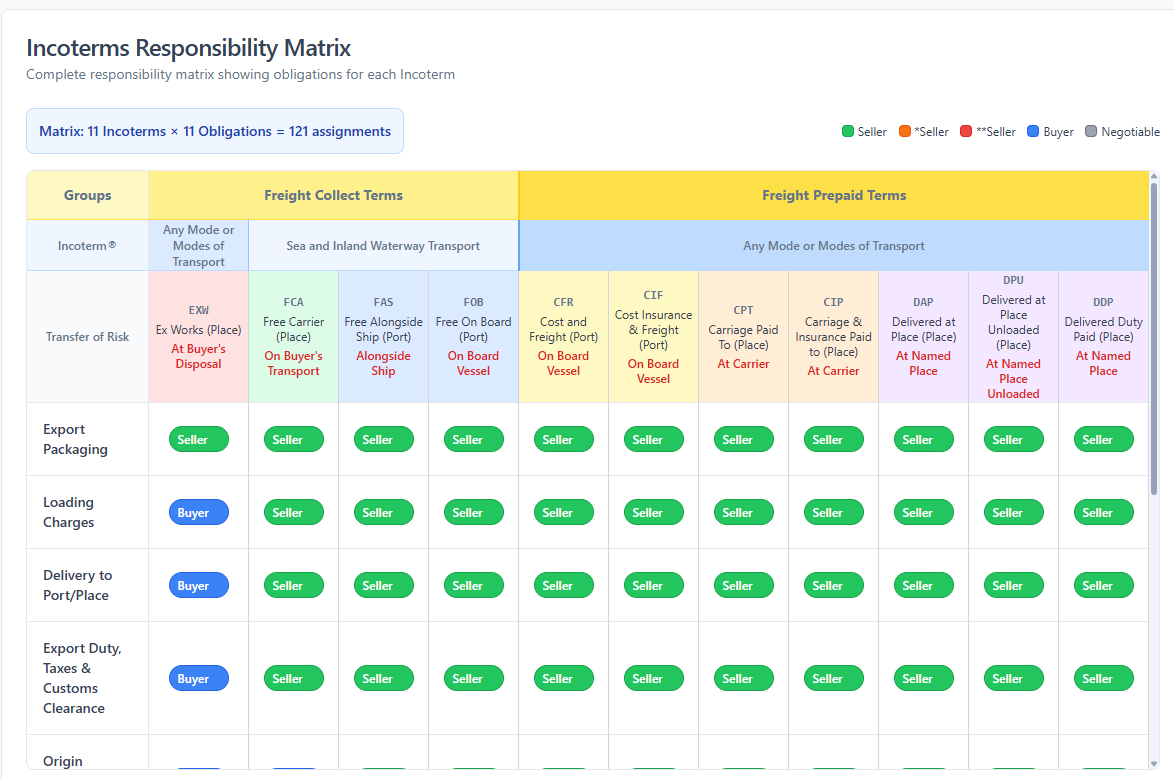 Incoterms Responsibility Matrix
Complete responsibility matrix showing obligations for each Incoterm
Matrix: 11 Incoterms × 11 Obligations = 121 assignments
Seller *Seller **Seller Buyer Negotiable
Groups Freight Collect Terms Freight Prepaid Terms
Incoterm®
Any Mode or
Modes of
Transport
Sea and Inland Waterway Transport
Any Mode or Modes of Transport
Transfer of Risk
EXW
Ex Works (Place)
At Buyer's
Disposal
FCA
Free Carrier
(Place)
On Buyer's
Transport
FAS
Free Alongside
Ship (Port)
Alongside
Ship
FOB
Free On Board
(Port)
On Board
Vessel
CFR
Cost and
Freight (Port)
On Board
Vessel
CIF
Cost Insurance
& Freight
(Port)
On Board
Vessel
CPT
Carriage Paid
To (Place)
At Carrier
CIP
Carriage &
Insurance Paid
to (Place)
At Carrier
DAP
Delivered at
Place (Place)
At Named
Place
DPU
Delivered at
Place
Unloaded
(Place)
At Named
Place
Unloaded
DDP
Delivered Duty
Paid (Place)
At Named
Place
Export
Packaging
Seller Seller Seller Seller Seller Seller Seller Seller Seller Seller Seller
Loading
Charges
Buyer Seller Seller Seller Seller Seller Seller Seller Seller Seller Seller
Delivery to
Port/Place
Buyer Seller Seller Seller Seller Seller Seller Seller Seller Seller Seller
Export Duty,
Taxes &
Customs
Clearance
Buyer Seller Seller Seller Seller Seller Seller Seller Seller Seller Seller
Origin